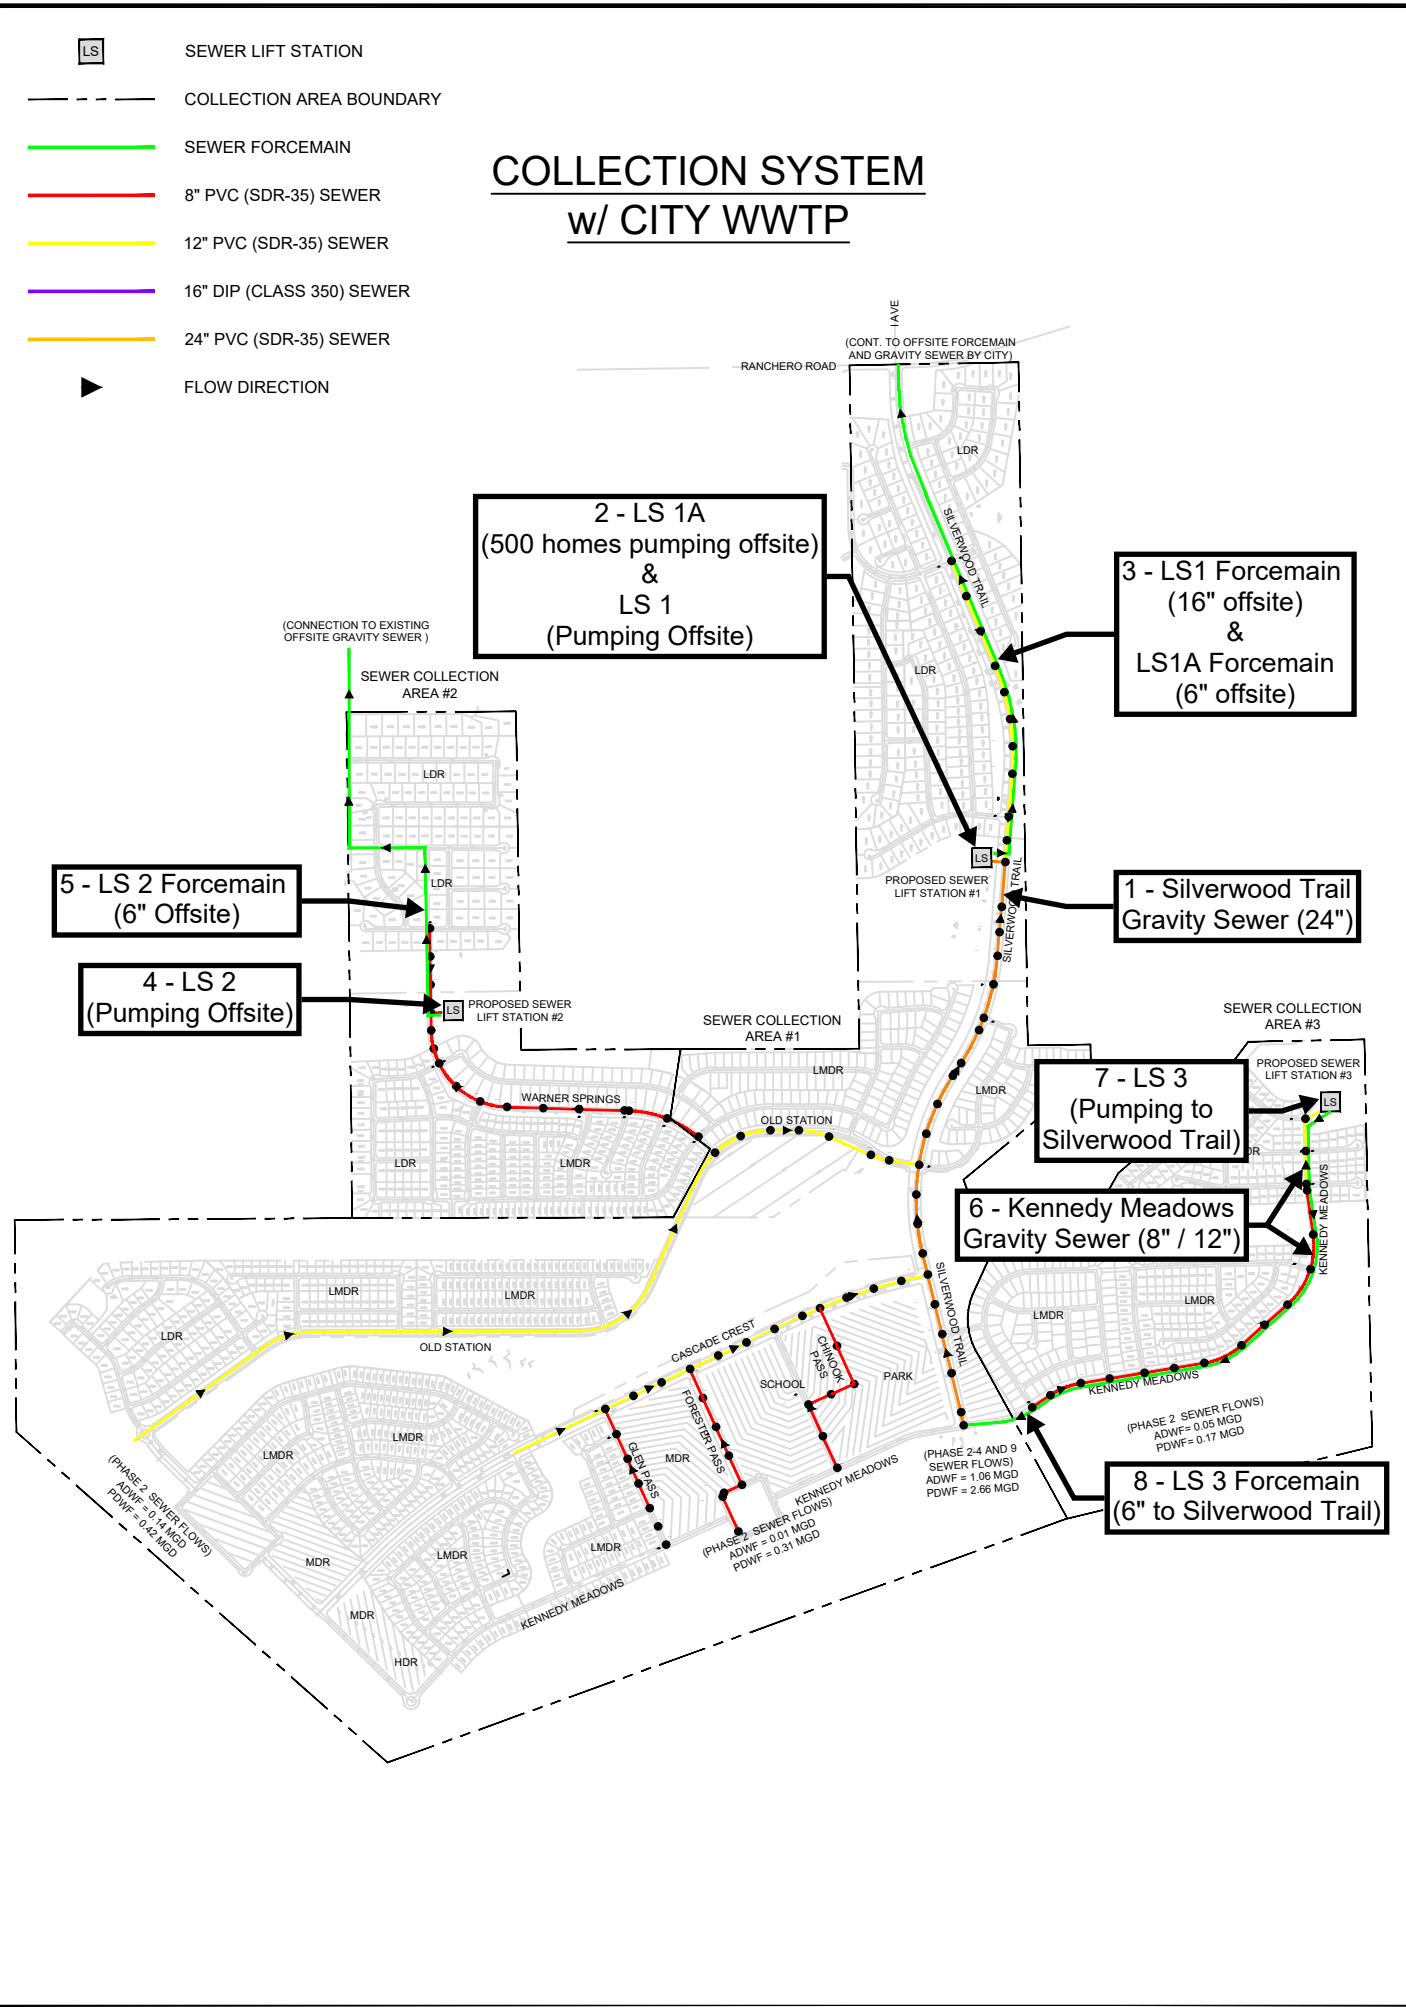 LS
SEWER LIFT STATION
COLLECTION AREA BOUNDARY
SEWER FORCEMAIN
8" PVC (SDR-35) SEWER
12" PVC (SDR-35) SEWER
16" DIP (CLASS 350) SEWER
24" PVC (SDR-35) SEWER
FLOW DIRECTION
COLLECTION SYSTEM
w/ CITY WWTP
I AVE
(CONT. TO OFFSITE FORCEMAIN
AND GRAVITY SEWER BY CITY)
RANCHERO ROAD
LDR
SILVERWOOD TRAIL
2 - LS 1A
(500 homes pumping offsite)
&
LS 1
(Pumping Offsite)
3 - LS1 Forcemain
(16" offsite)
&
LS1A Forcemain
(6" offsite)
LDR
(CONNECTION TO EXISTING
OFFSITE GRAVITY SEWER )
SEWER COLLECTION
AREA #2
LDR
LDR
5 - LS 2 Forcemain
(6" Offsite)
4 - LS 2
(Pumping Offsite)
LS
PROPOSED SEWER
LIFT STATION #2
LS
PROPOSED SEWER
LIFT STATION #1
SILVERWOOD TRAIL
1 - Silverwood Trail
Gravity Sewer (24")
SEWER COLLECTION
AREA #1
SEWER COLLECTION
AREA #3
PROPOSED SEWER
LIFT STATION #3
LS
7 - LS 3
(Pumping to
Silverwood Trail)
LMDR
LMDR
WARNER SPRINGS
OLD STATION
LDR
LMDR
DR
KENNEDY MEADOWS
6 - Kennedy Meadows
Gravity Sewer (8" / 12")
LMDR
LMDR
LMDR
LMDR
LDR
OLD STATION
SILVERWOOD TRAIL
CASCADE CREST
CHINOOK
PASS
SCHOOL
PARK
FORESTER PASS
GLEN PASS
MDR
KENNEDY MEADOWS
KENNEDY MEADOWS
(PHASE 2 SEWER FLOWS)
ADWF= 0.05 MGD
PDWF= 0.17 MGD
(PHASE 2-4 AND 9
SEWER FLOWS)
ADWF = 1.06 MGD
PDWF = 2.66 MGD
8 - LS 3 Forcemain
(6" to Silverwood Trail)
(PHASE 2 SEWER FLOWS)
ADWF = 0.01 MGD
PDWF = 0.31 MGD
(PHASE 2 SEWER FLOWS)
ADWF = 0.14 MGD
PDWF = 0.42 MGD
LMDR
LMDR
LMDR
LMDR
MDR
MDR
HDR
KENNEDY MEADOWS